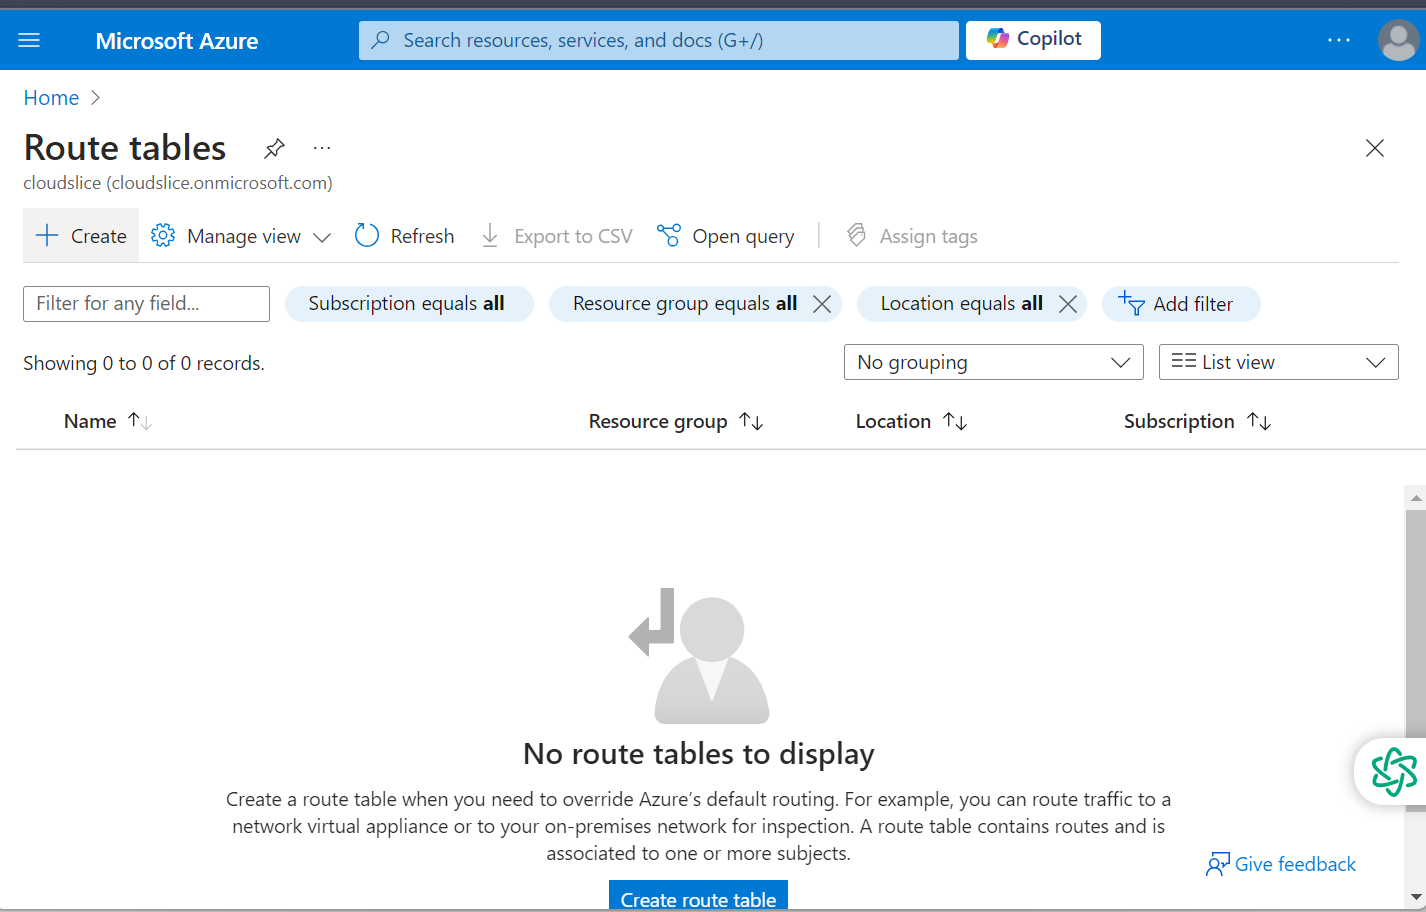 Microsoft Azure
Search resources, services, and docs (G+/)
Copilot
Home
Route tables
cloudslice (cloudslice.onmicrosoft.com)
Create
Manage view
Refresh
Export to CSV
Open query
Assign tags
Filter for any field...
Subscription equals all
Resource group equals all
Location equals all
Add filter
Showing 0 to 0 of 0 records.
No grouping
List view
Name
Resource group
Location
Subscription
No route tables to display
Create a route table when you need to override Azure's default routing. For example, you can route traffic to a
network virtual appliance or to your on-premises network for inspection. A route table contains routes and is
associated to one or more subjects.
Give feedback
Create route table